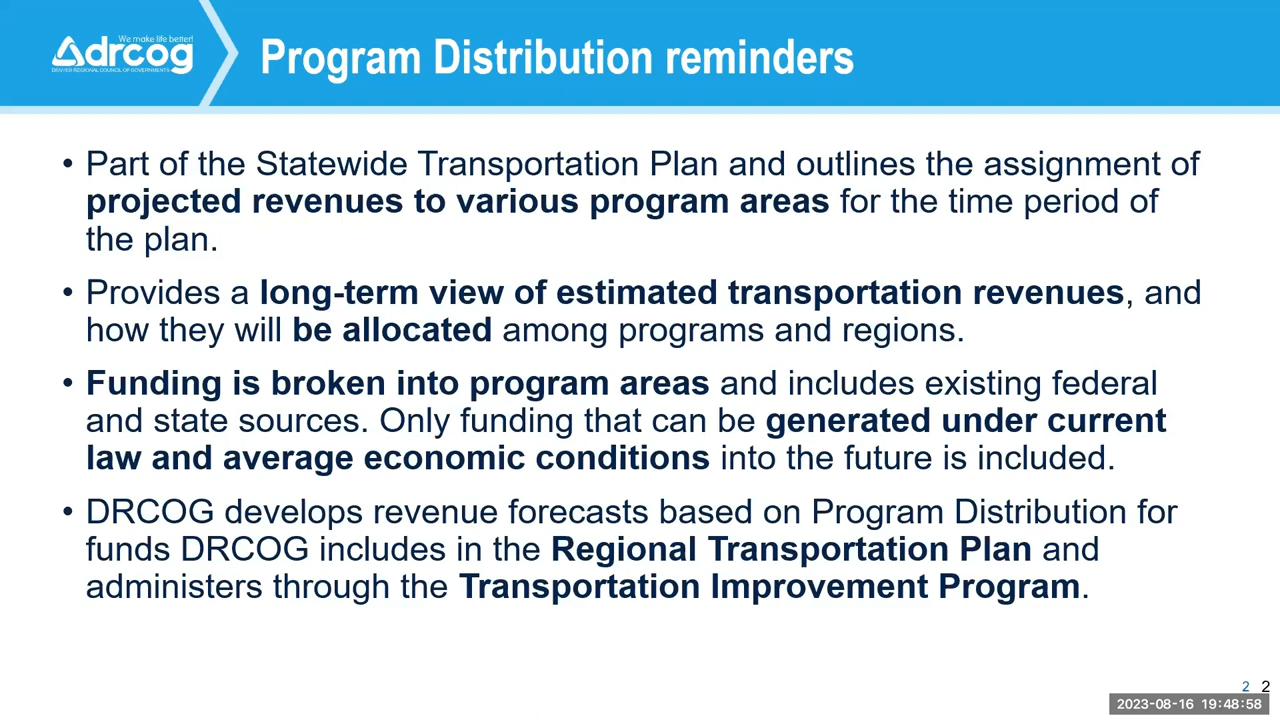 We make life better!
drcog
DENVER REGIONAL COUNCIL OF GOVERNMENTS
Program Distribution reminders
• Part of the Statewide Transportation Plan and outlines the assignment of
projected revenues to various program areas for the time period of
the plan.
• Provides a long-term view of estimated transportation revenues, and
how they will be allocated among programs and regions.
• Funding is broken into program areas and includes existing federal
and state sources. Only funding that can be generated under current
law and average economic conditions into the future is included.
• DRCOG develops revenue forecasts based on Program Distribution for
funds DRCOG includes in the Regional Transportation Plan and
administers through the Transportation Improvement Program.
2 2
2023-08-16 19:48:58